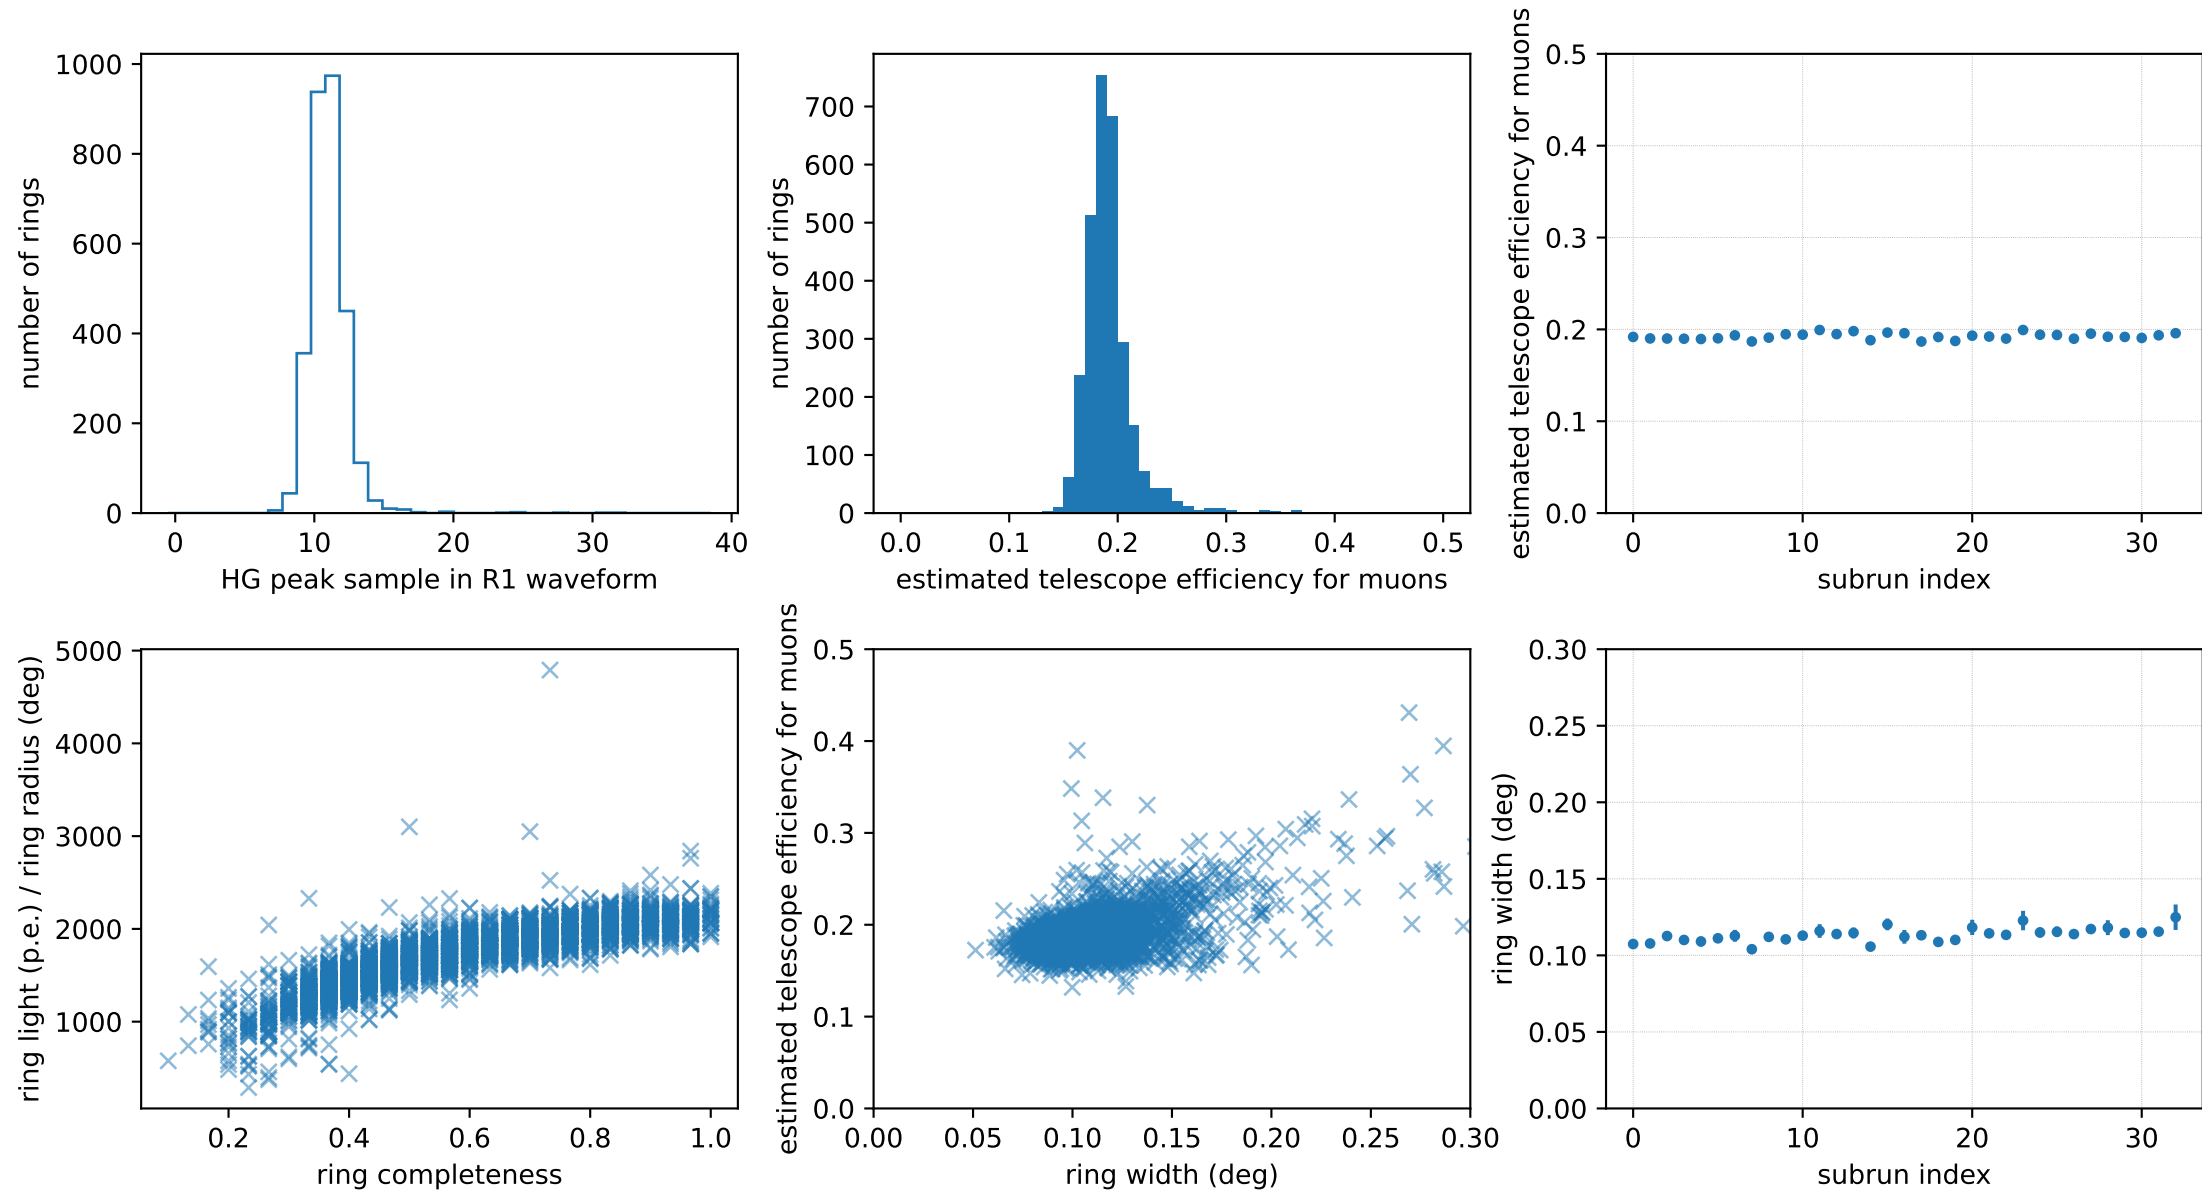 1000
800
600
400
200
0
number of rings
0 10 20 30 40
HG peak sample in R1 waveform
700
600
500
400
300
200
100
0
number of rings
0.0 0.1 0.2 0.3 0.4 0.5
estimated telescope efficiency for muons
0.5
0.4
0.3
0.2
0.1
0.0
estimated telescope efficiency for muons
0 10 20 30
subrun index
5000
4000
3000
2000
1000
ring light (p.e.) / ring radius (deg)
0.2 0.4 0.6 0.8 1.0
ring completeness
0.5
0.4
0.3
0.2
0.1
0.0
estimated telescope efficiency for muons
0.00 0.05 0.10 0.15 0.20 0.25 0.30
ring width (deg)
0.30
0.25
0.20
0.15
0.10
0.05
0.00
ring width (deg)
0 10 20 30
subrun index